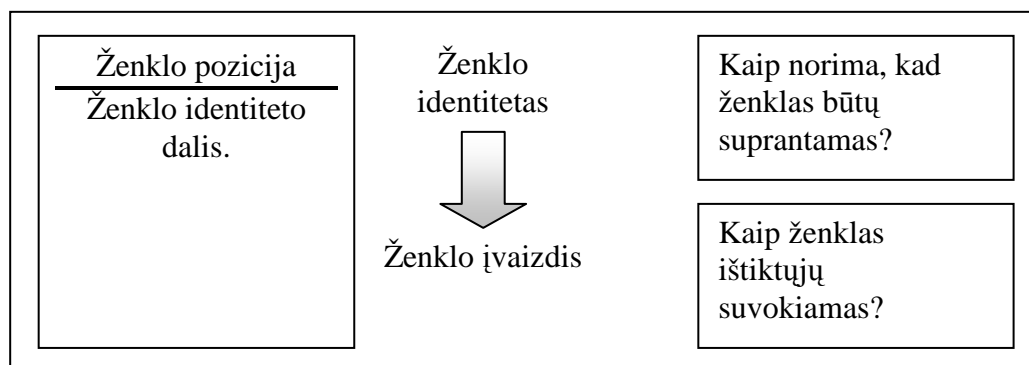 Ženklo pozicija
Ženklo identiteto
dalis.
Ženklo
identitetas
Ženklo įvaizdis
Kaip norima, kad
ženklas būtų
suprantamas?
Kaip ženklas
ištiktųjų
suvokiamas?